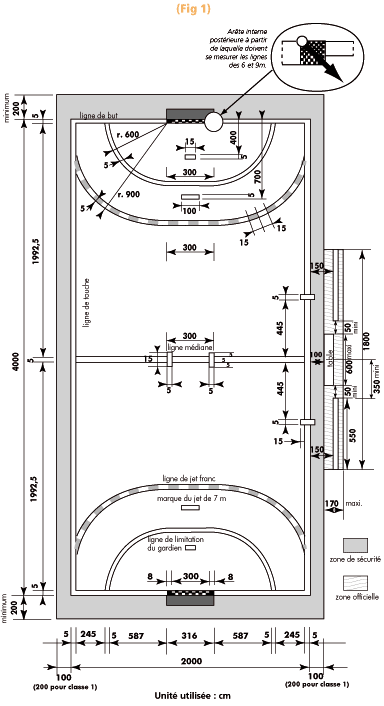 (Fig 1)
Arête interne
postérieure à partir
de laquelle doivent
se mesurer les lignes
des 6 et 9m.
minimum
200
5
ligne de but
r. 600
15
400
5
5
300
700
r. 900
5
100
5
15
15
300
1992,5
ligne de touche
150
5
445
50 mini
1800
300
ligne médiane
4000
5
15
5
5
5
5
100
table
600 maxi
350 mini
445
50 mini
5
15
150
550
1992,5
ligne de jet franc
marque du jet de 7 m
170 maxi.
ligne de limitation
du gardien
zone de sécurité
8
300
8
5
minimum
200
zone officielle
5
245
5
587
316
587
5
245
5
100
2000
100
(200 pour classe 1)
(200 pour classe 1)
Unité utilisée : cm